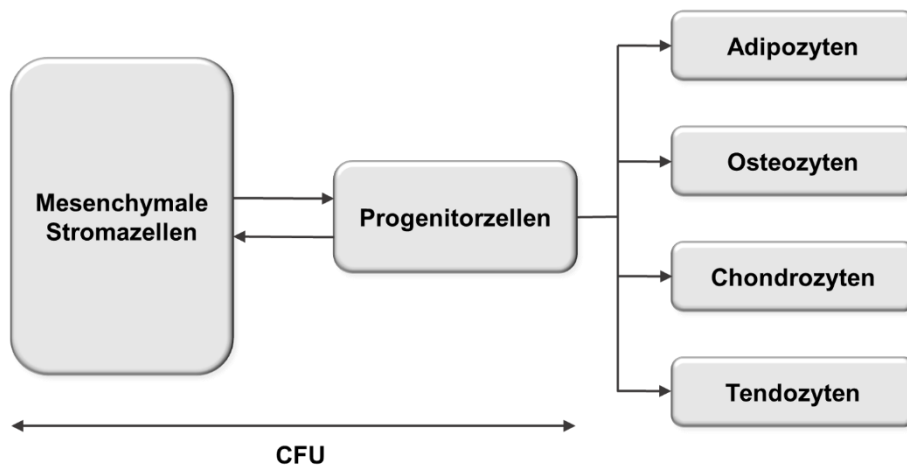 Mesenchymale
Stromazellen
Progenitorzellen
Adipozyten
Osteozyten
Chondrozyten
Tendozyten
CFU